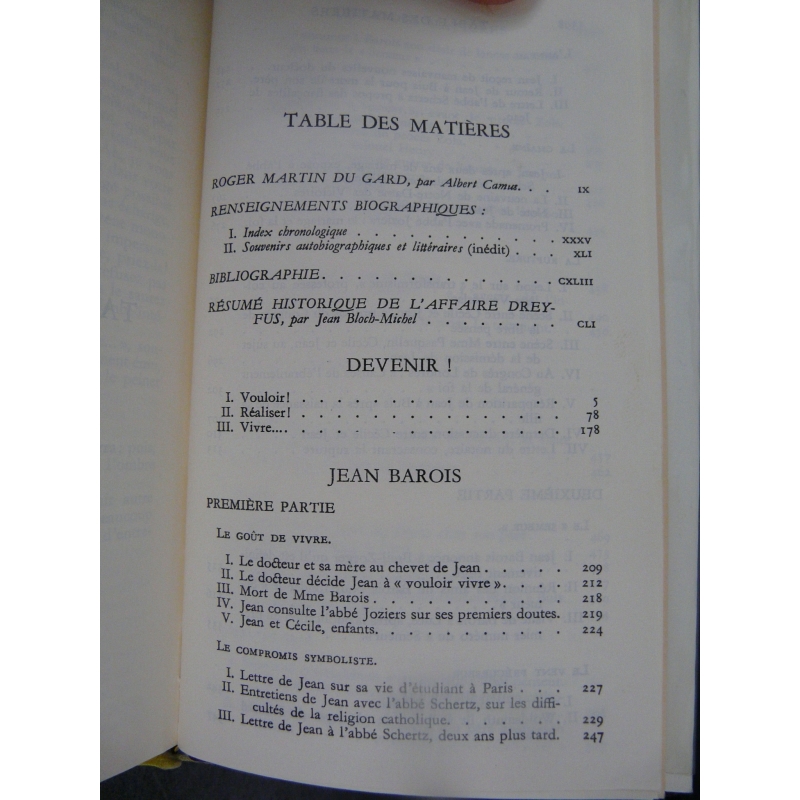 TABLE DES MATIÈRES
ROGER MARTIN DU GARD, par Albert Camus. . . IX
RENSEIGNEMENTS BIOGRAPHIQUES :
I. Index chronologique . . . . . . . . . . . . XXXV
II. Souvenirs autobiographiques et littéraires (inédit) . . . XLI
BIBLIOGRAPHIE. . . . . . . . . . . . . . CXLIII
RÉSUMÉ HISTORIQUE DE L'AFFAIRE DREY-
FUS, par Jean Bloch-Michel . . . . . . . . CLI
DEVENIR !
I. Vouloir! . . . . . . . . . . . . . . . 5
II. Réaliser! . . . . . . . . . . . . . . . 78
III. Vivre.... . . . . . . . . . . . . . . . 178
JEAN BAROIS
PREMIÈRE PARTIE
LE GOÛT DE VIVRE.
I. Le docteur et sa mère au chevet de Jean . . . . . 209
II. Le docteur décide Jean à « vouloir vivre ». . . . . 212
III. Mort de Mme Barois . . . . . . . . . . 218
IV. Jean consulte l'abbé Joziers sur ses premiers doutes. 219
V. Jean et Cécile, enfants. . . . . . . . . . . 224
LE COMPROMIS SYMBOLISTE.
I. Lettre de Jean sur sa vie d'étudiant à Paris . . . 227
II. Entretiens de Jean avec l'abbé Schertz, sur les diffi-
cultés de la religion catholique. . . . . . . . 229
III. Lettre de Jean à l'abbé Schertz, deux ans plus tard. 247